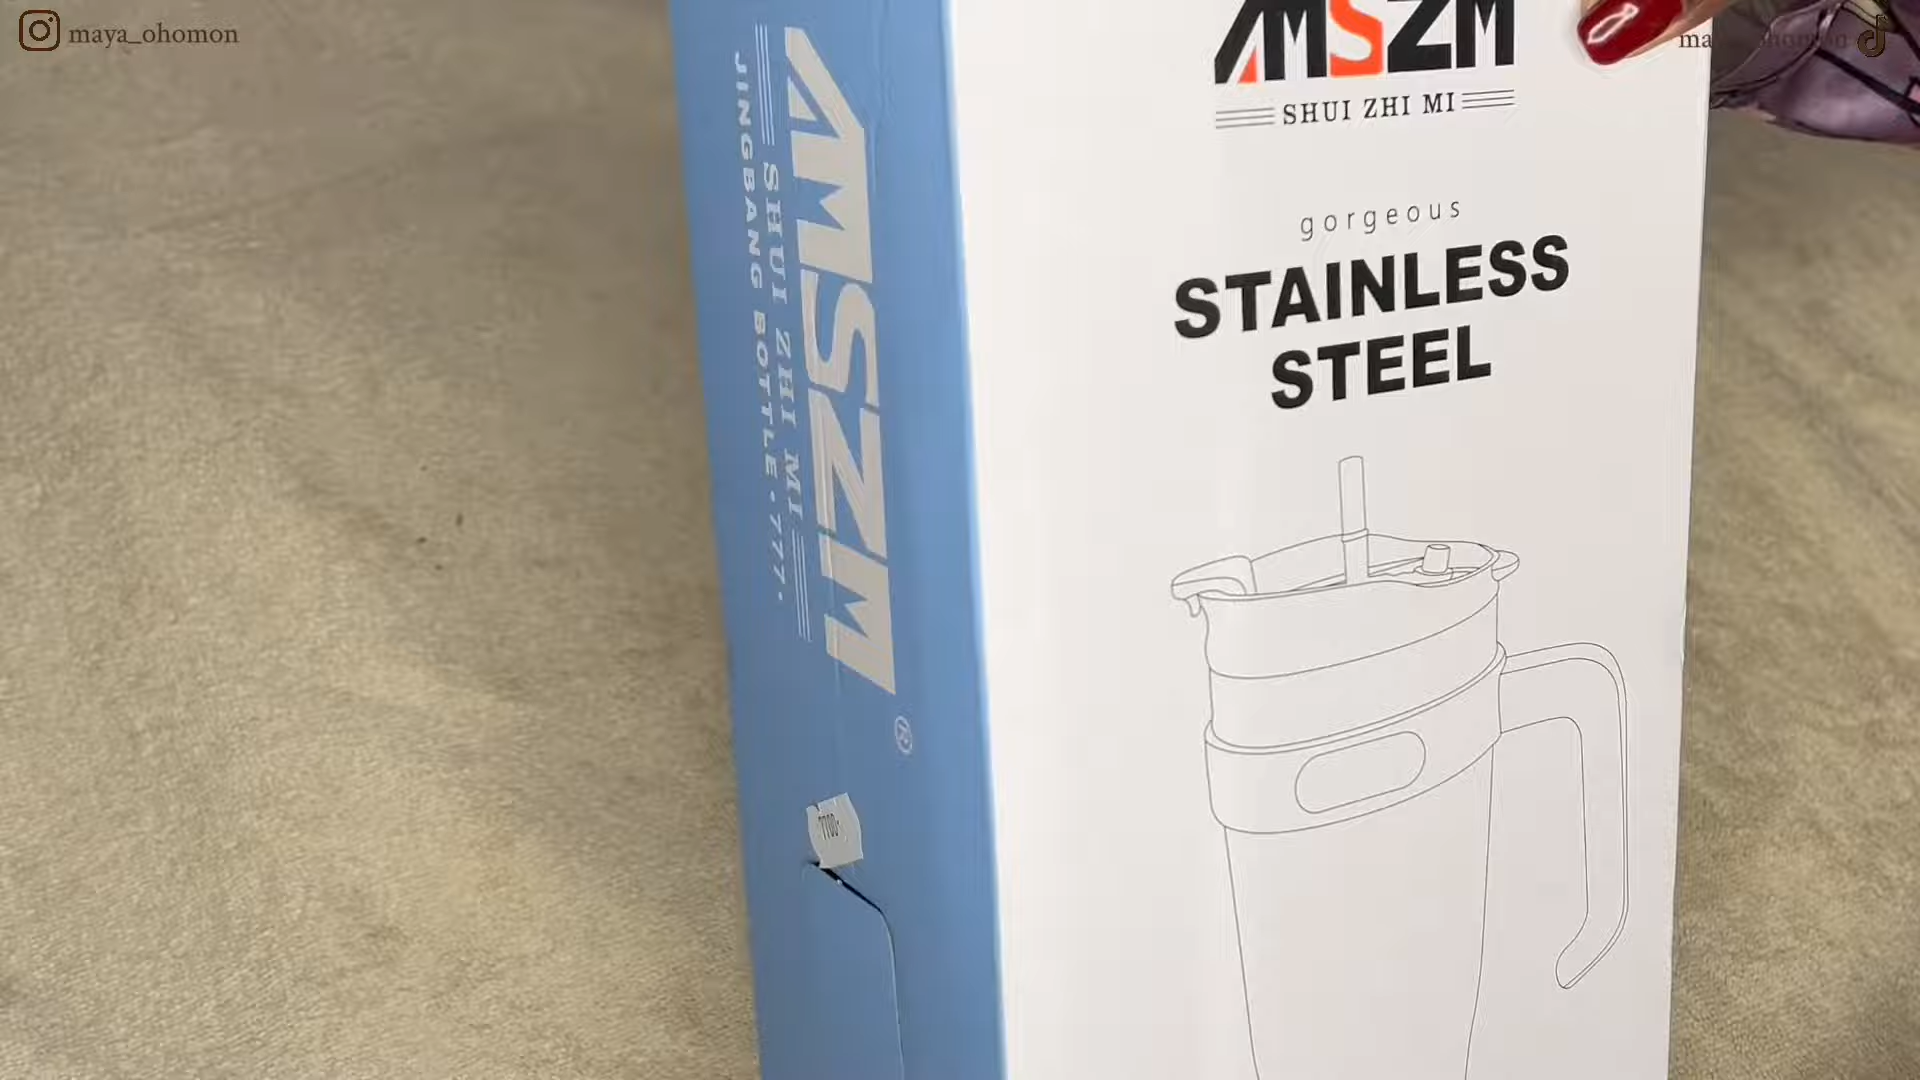 maya_ohomon
AMSZM
SHUI ZHI MI
JINGBANG BOTTLE·777·
®
AMSZM
SHUI ZHI MI
gorgeous
STAINLESS
STEEL